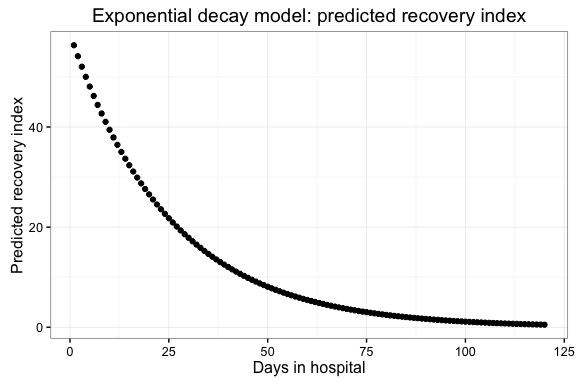 Exponential decay model: predicted recovery index
Predicted recovery index
40
20
0
0 25 50 75 100 125
Days in hospital